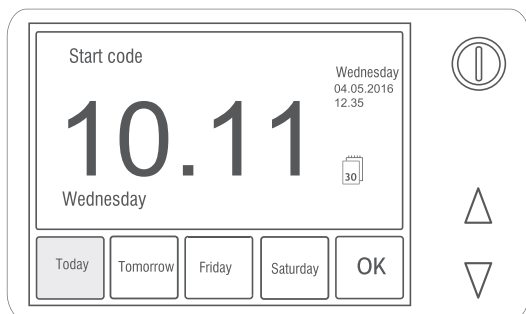 Start code
Wednesday
04.05.2016
12.35
10.11
30
Wednesday
Today
Tomorrow
Friday
Saturday
OK